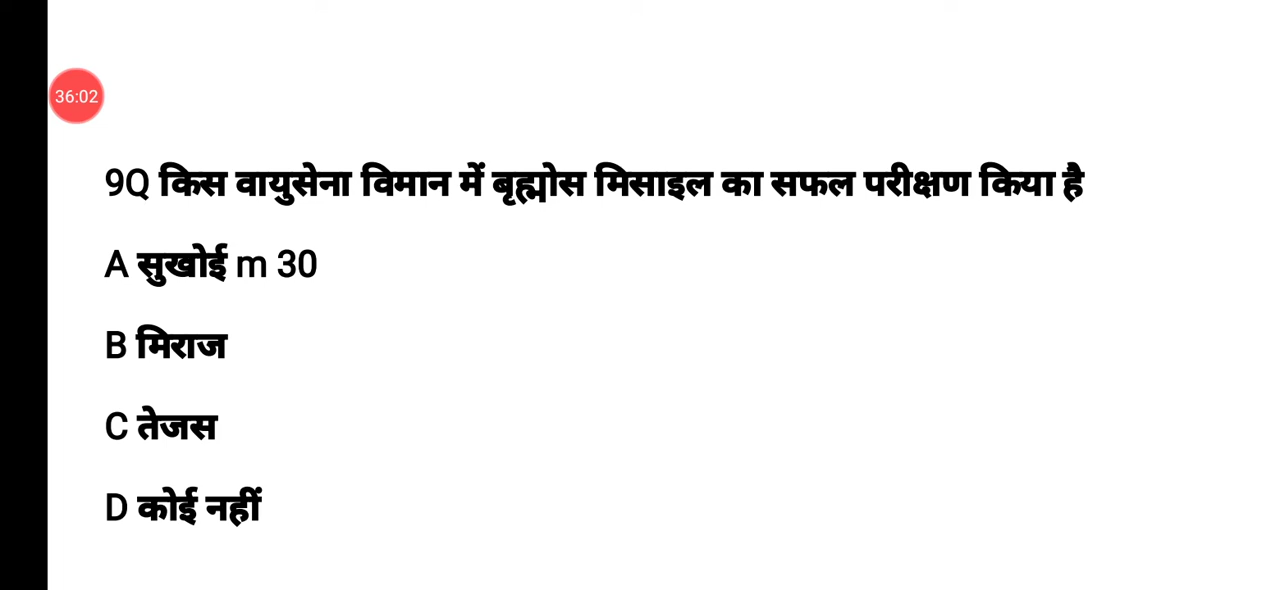 36:02
9Q किस वायुसेना विमान में बृह्मोस मिसाइल का सफल परीक्षण किया है
A सुखोई m 30
B मिराज
C तेजस
D कोई नहीं